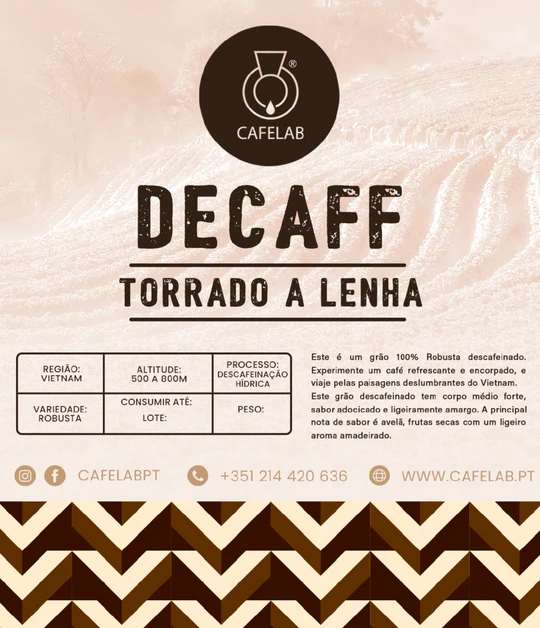 ®
CAFELAB
DECAFF
TORRADO A LENHA
REGIÃO:
VIETNAM
ALTITUDE:
500 A 800M
PROCESSO:
DESCAFEINAÇÃO
HÍDRICA
VARIEDADE:
ROBUSTA
CONSUMIR ATÉ:
LOTE:
PESO:
Este é um grão 100% Robusta descafeinado.
Experimente um café refrescante e encorpado, e
viaje pelas paisagens deslumbrantes do Vietnam.
Este grão descafeinado tem corpo médio forte,
sabor adocicado e ligeiramente amargo. A principal
nota de sabor é avelã, frutas secas com um ligeiro
aroma amadeirado.
CAFELABPT
+351 214 420 636
WWW.CAFELAB.PT